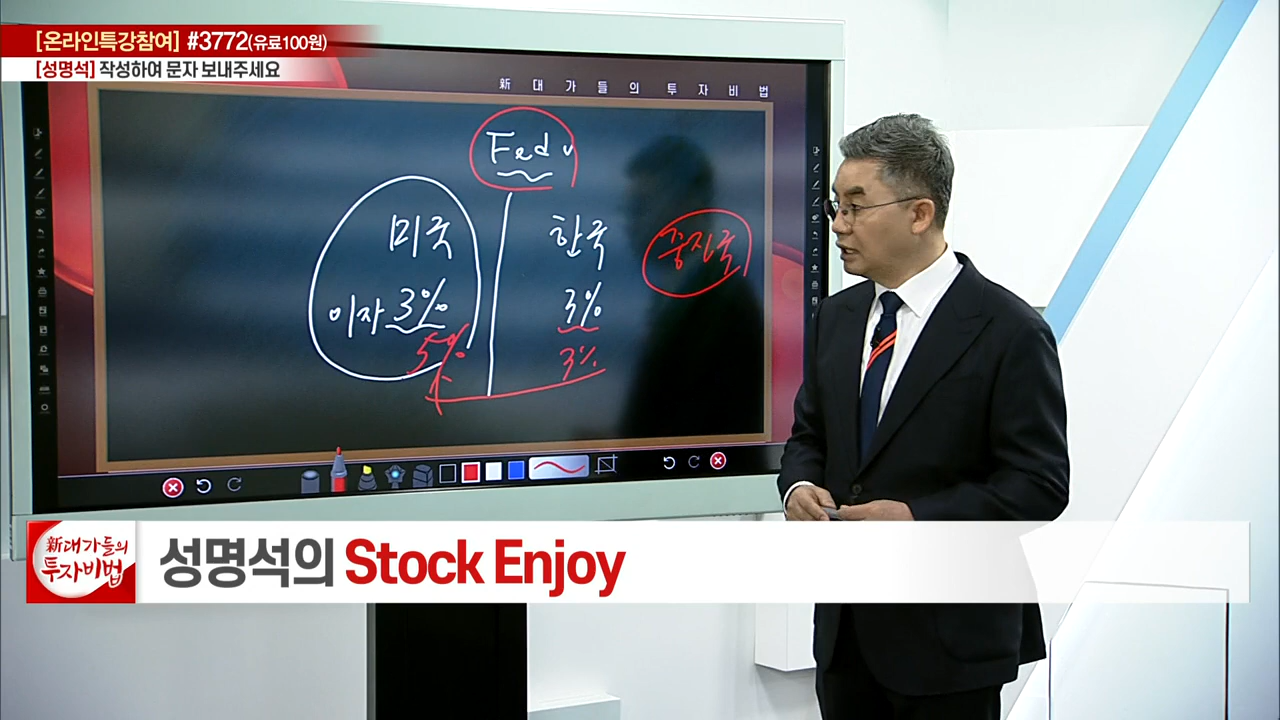 [온라인특강참여] #3772(유료100원)
[성명석] 작성하여 문자 보내주세요
新 대 가 들 의 투 자 비 법
Fed
미국
한국
중진국
이자 3%
3%
5%
3%
新대가들의
투자비법
성명석의 Stock Enjoy